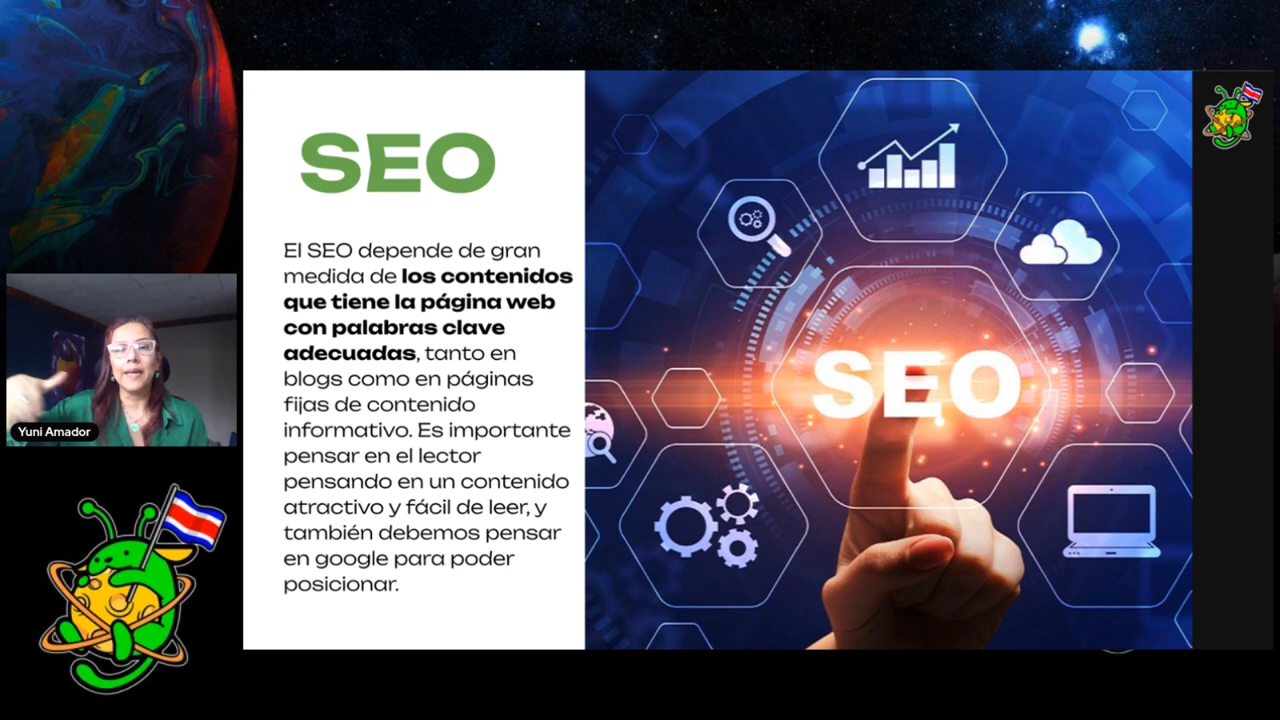 SEO
El SEO depende de gran
medida de los contenidos
que tiene la página web
con palabras clave
adecuadas, tanto en
blogs como en páginas
fijas de contenido
informativo. Es importante
pensar en el lector
pensando en un contenido
atractivo y fácil de leer, y
también debemos pensar
en google para poder
posicionar.
SEO
Yuni Amador